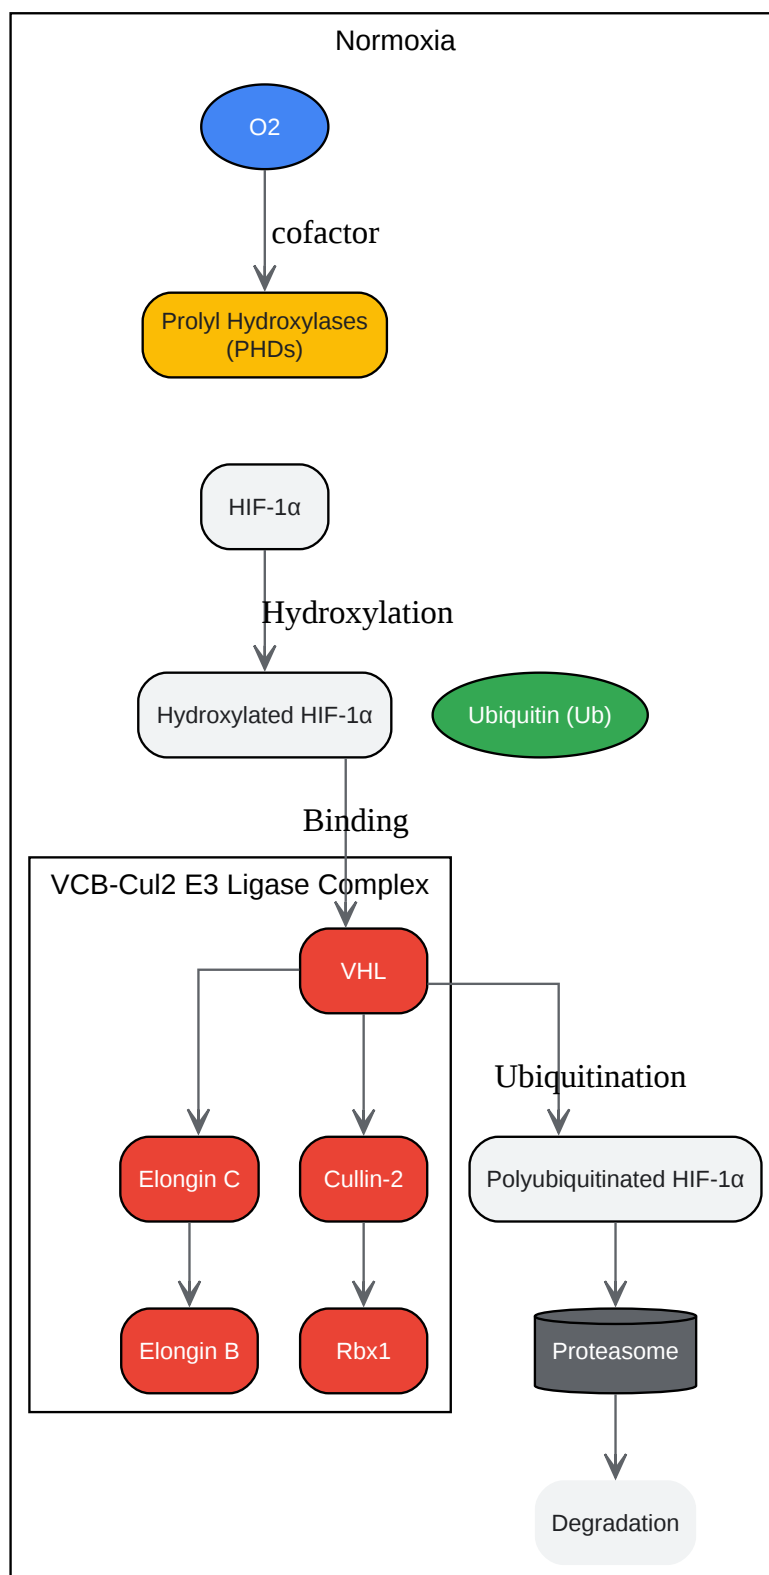 Normoxia
O2
cofactor
Prolyl Hydroxylases
(PHDs)
HIF-1α
Hydroxylation
Hydroxylated HIF-1α
Ubiquitin (Ub)
Binding
VCB-Cul2 E3 Ligase Complex
VHL
Ubiquitination
Elongin C
Cullin-2
Polyubiquitinated HIF-1α
Elongin B
Rbx1
Proteasome
Degradation